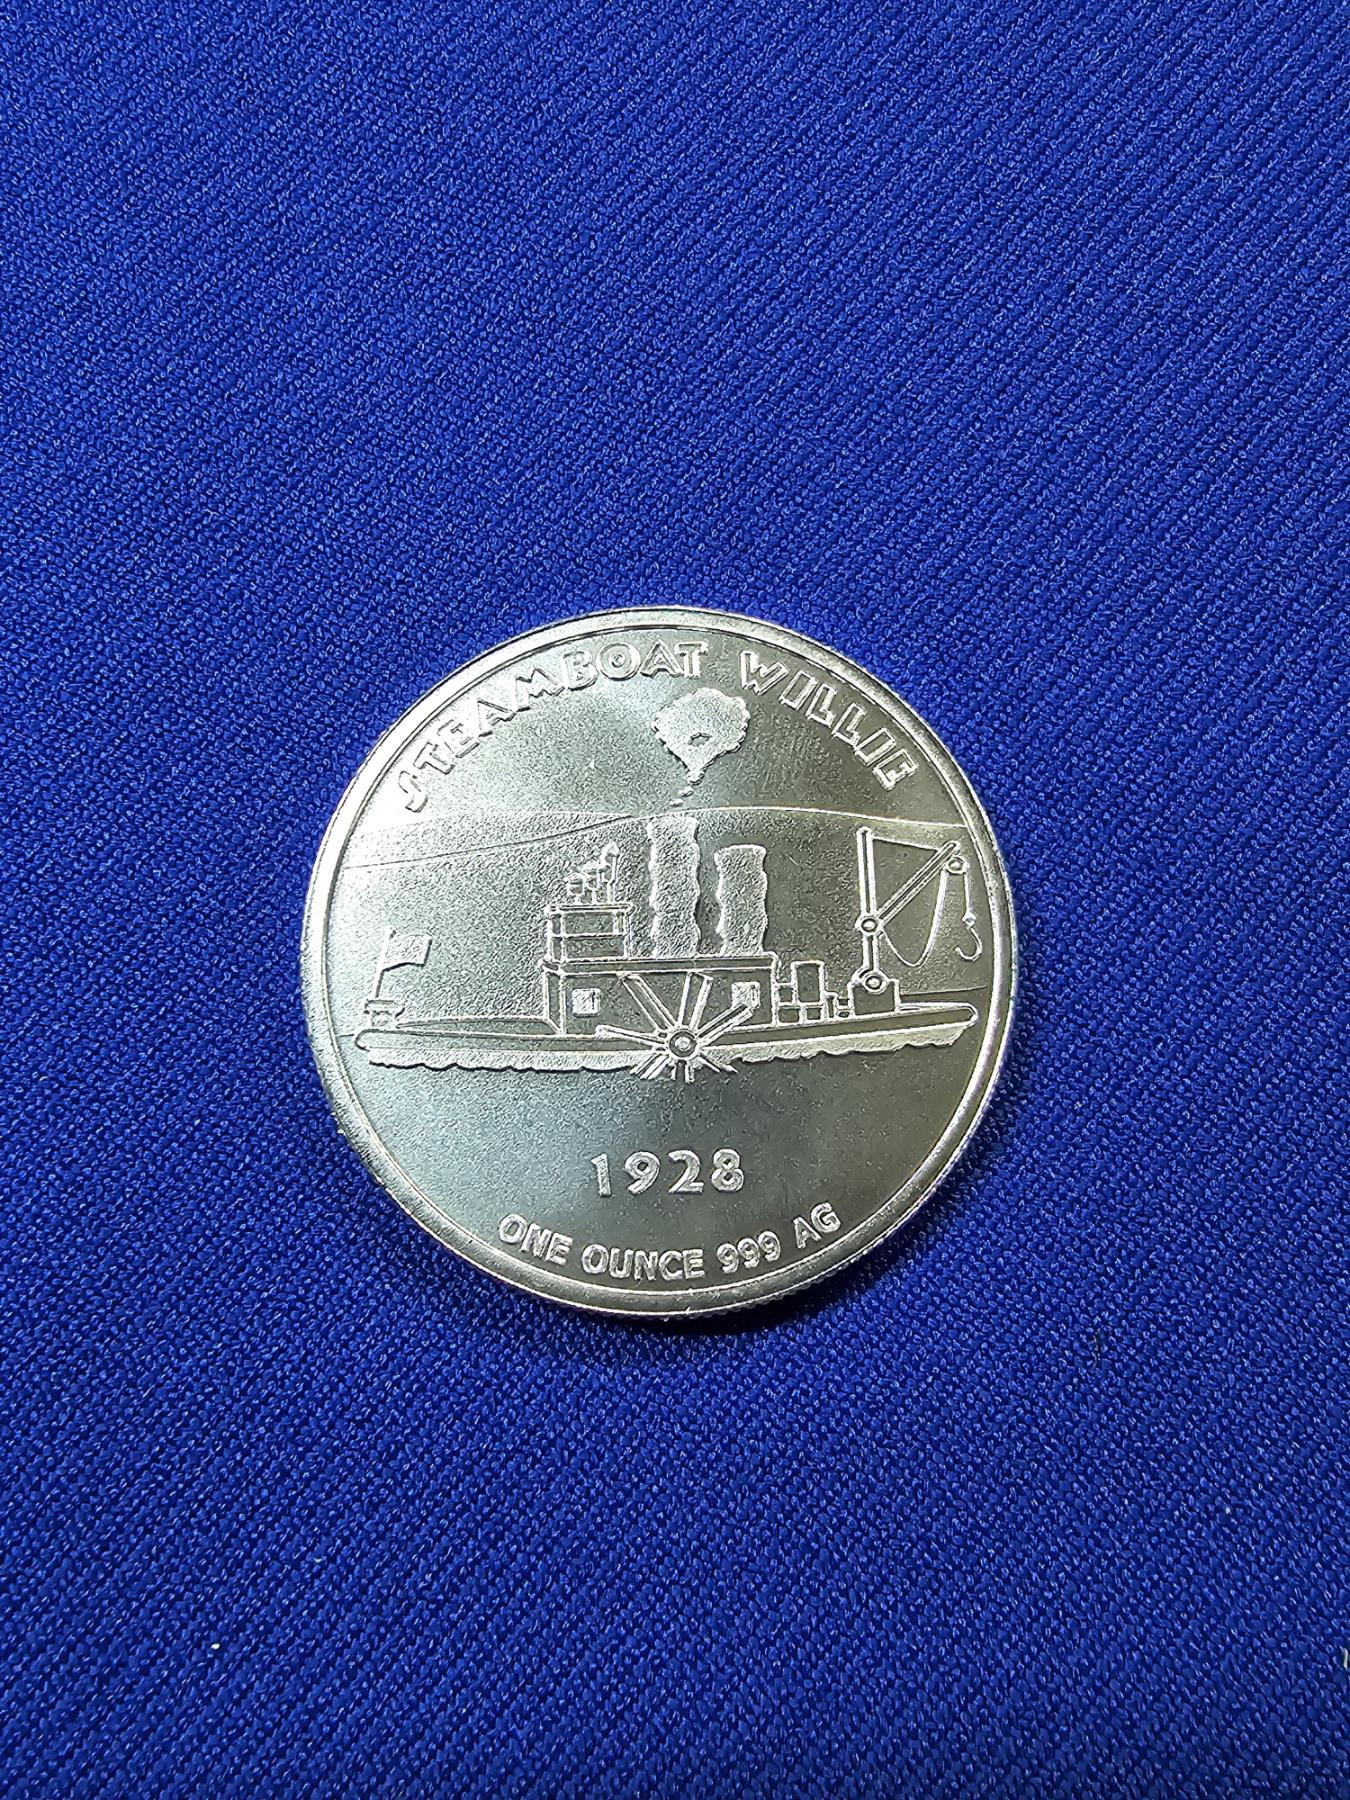 STEAMBOAT WILLIE
1928
ONE OUNCE 999 AG